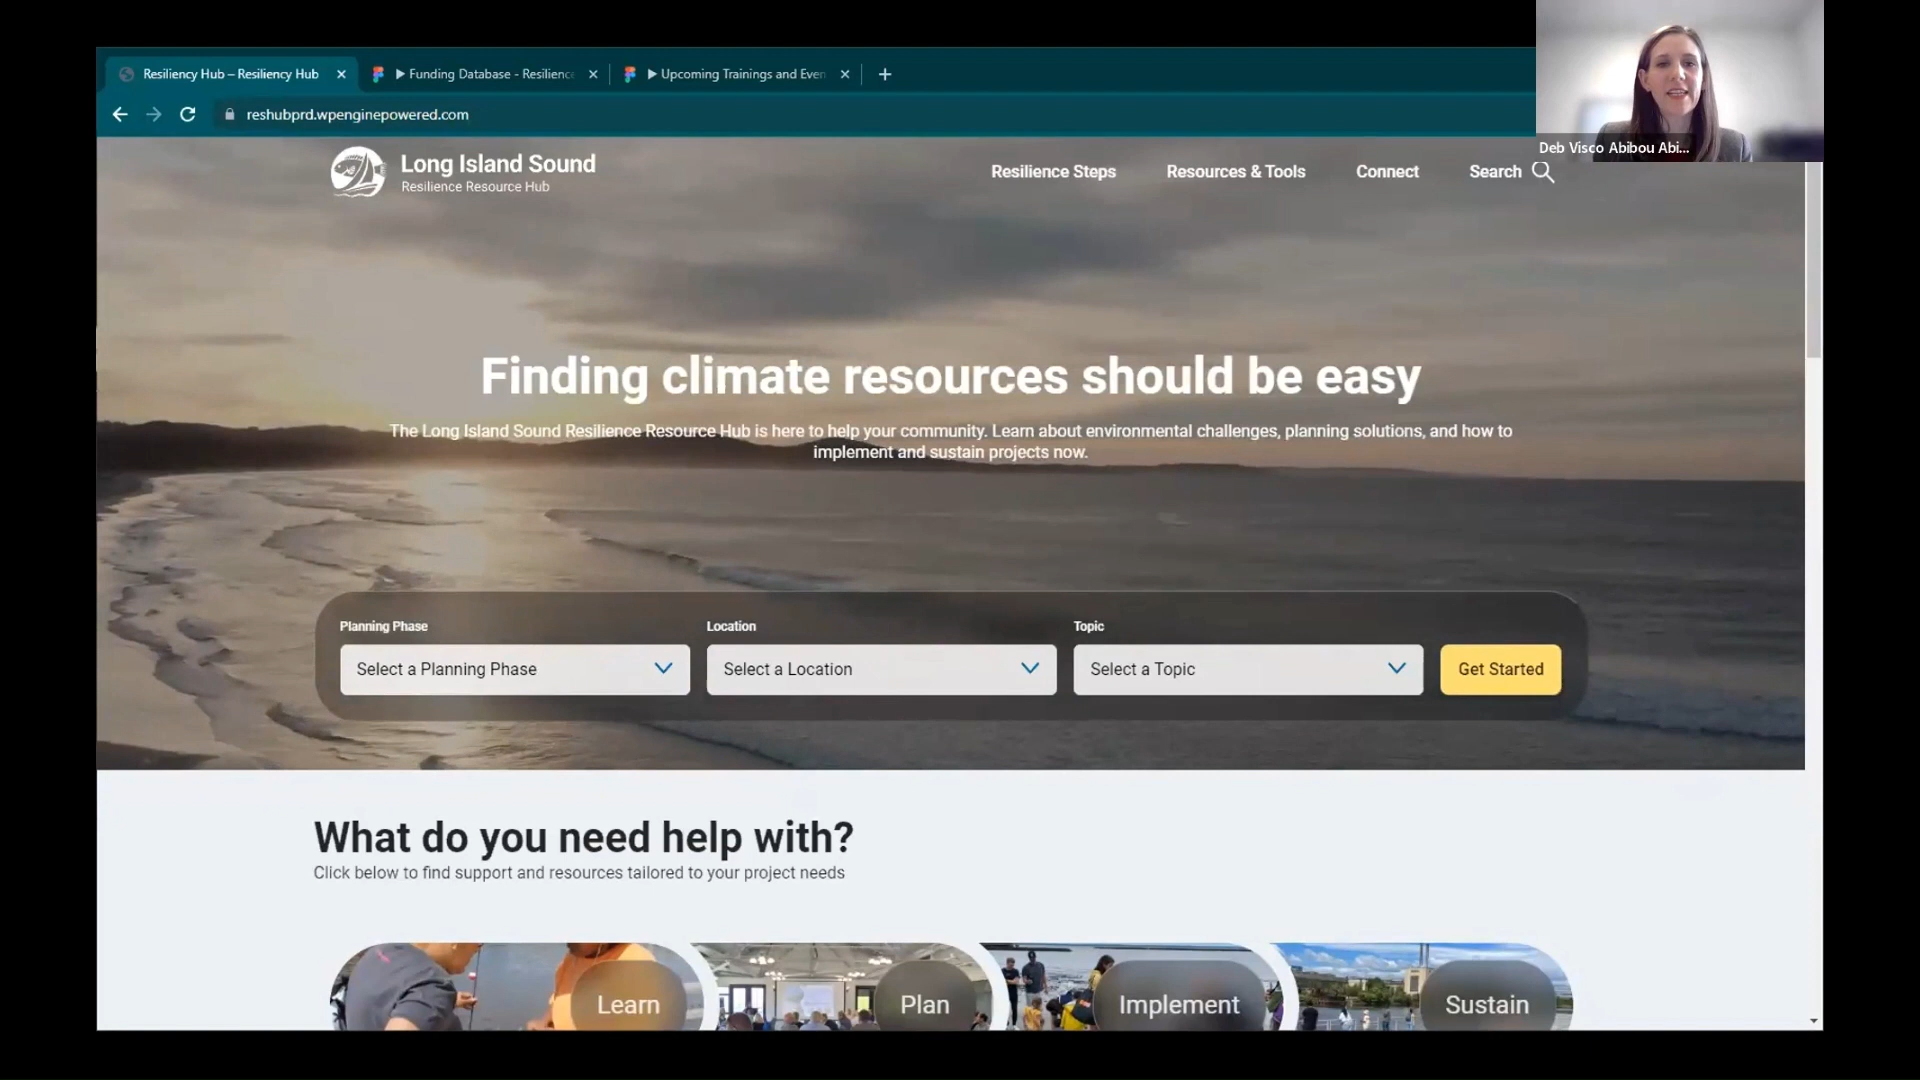 Resiliency Hub – Resiliency Hub
Funding Database - Resilience
Upcoming Trainings and Even
reshubprd.wpenginepowered.com
Deb Visco Abibou Abi...
Long Island Sound
Resilience Resource Hub
Resilience Steps
Resources & Tools
Connect
Search
Finding climate resources should be easy
The Long Island Sound Resilience Resource Hub is here to help your community. Learn about environmental challenges, planning solutions, and how to
implement and sustain projects now.
Planning Phase
Location
Topic
Select a Planning Phase
Select a Location
Select a Topic
Get Started
What do you need help with?
Click below to find support and resources tailored to your project needs
Learn
Plan
Implement
Sustain